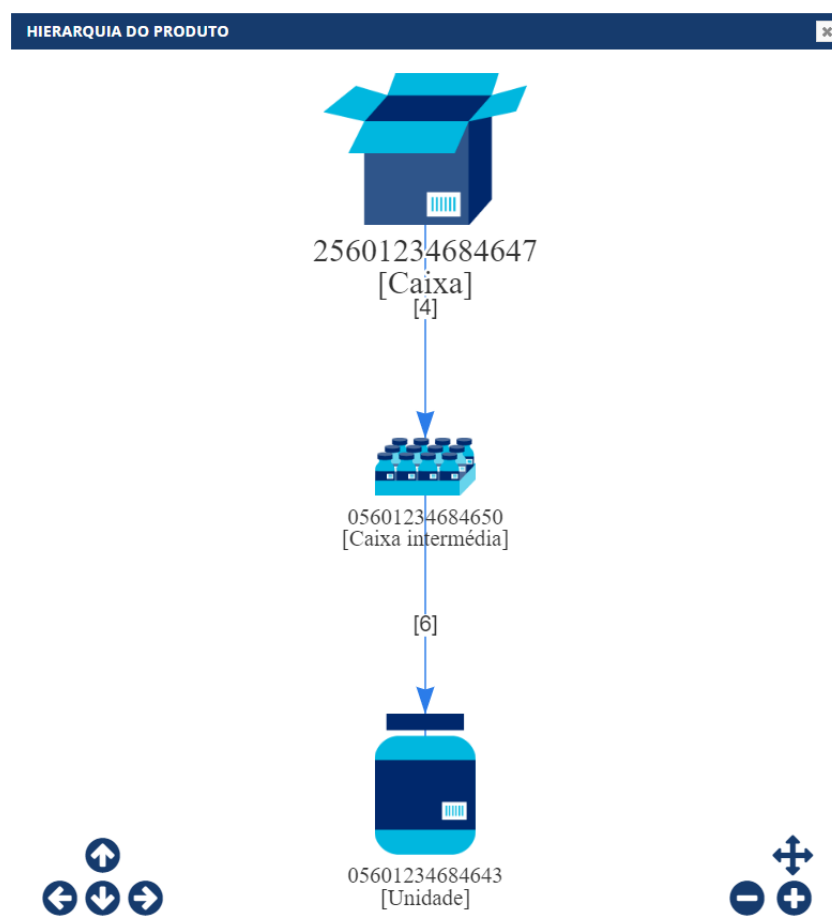 HIERARQUIA DO PRODUTO
25601234684647
[Caixa]
[4]
05601234684650
[Caixa intermédia]
[6]
05601234684643
[Unidade]